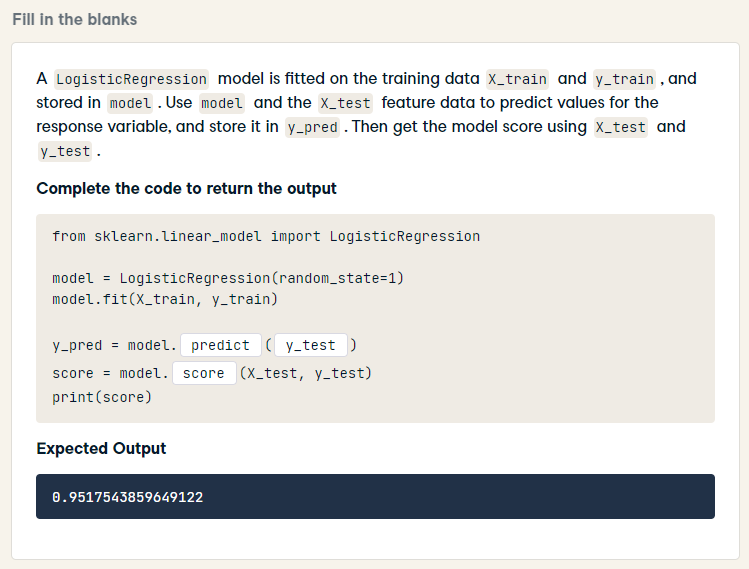 Fill in the blanks
A LogisticRegression model is fitted on the training data X_train and y_train , and
stored in model . Use model and the X_test feature data to predict values for the
response variable, and store it in y_pred . Then get the model score using X_test and
y_test .
Complete the code to return the output
from sklearn.linear_model import LogisticRegression
model = LogisticRegression(random_state=1)
model.fit(X_train, y_train)
y_pred = model. predict ( y_test )
score = model. score (X_test, y_test)
print(score)
Expected Output
0.9517543859649122